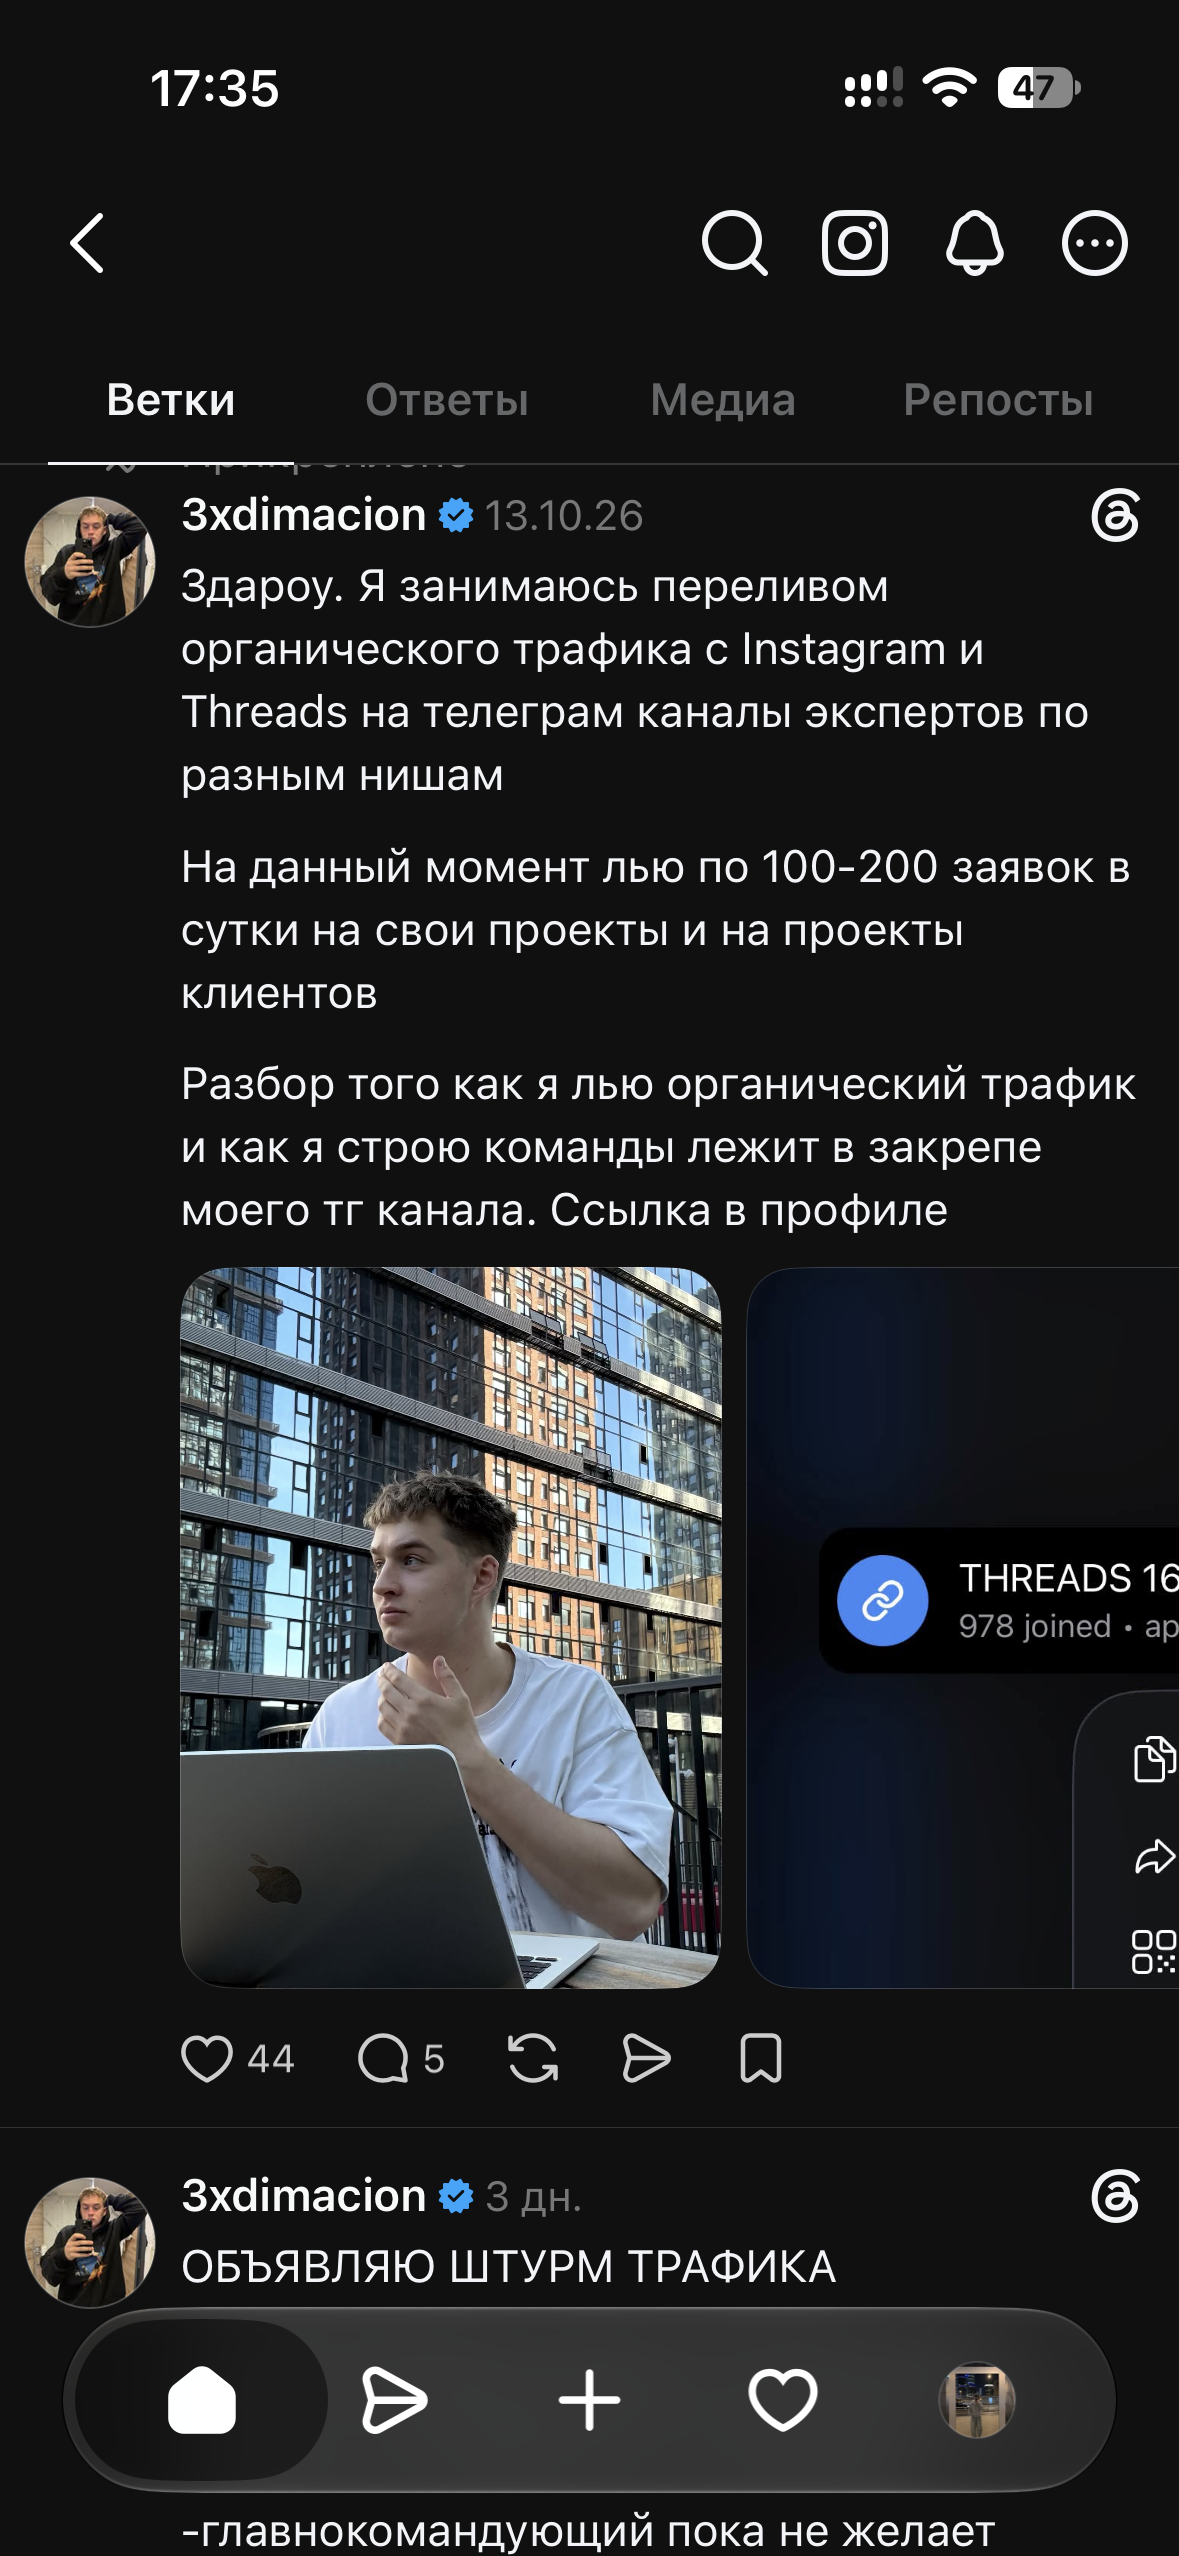 17:35
47
Ветки
Ответы
Медиа
Репосты
3xdimacion 13.10.26
Здароу. Я занимаюсь переливом
органического трафика с Instagram и
Threads на телеграм каналы экспертов по
разным нишам
На данный момент лью по 100-200 заявок в
сутки на свои проекты и на проекты
клиентов
Разбор того как я лью органический трафик
и как я строю команды лежит в закрепе
моего тг канала. Ссылка в профиле
THREADS 16
978 joined • ap
44
5
3xdimacion 3 дн.
ОБЪЯВЛЯЮ ШТУРМ ТРАФИКА
-главнокомандующий пока не желает